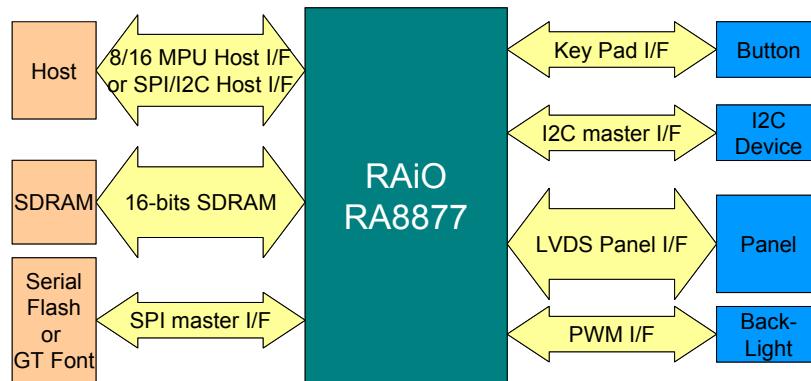 Host
8/16 MPU Host I/F
or SPI/I2C Host I/F
SDRAM
16-bits SDRAM
Serial
Flash
or
GT Font
SPI master I/F
RAiO
RA8877
Key Pad I/F
Button
I2C master I/F
I2C
Device
LVDS Panel I/F
Panel
PWM I/F
Back-
Light